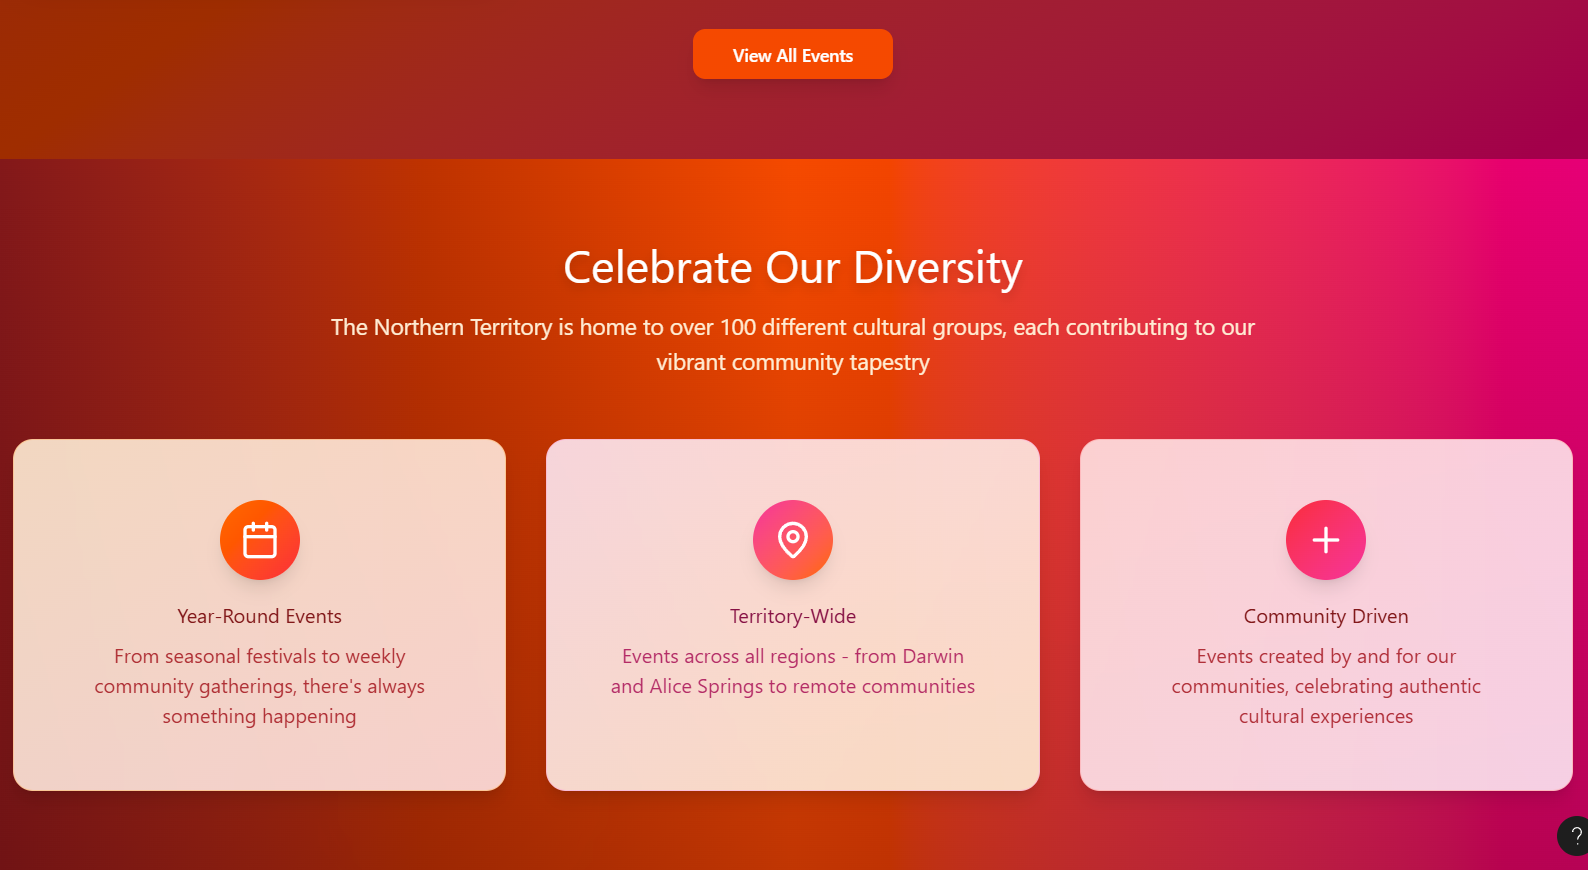 View All Events
Celebrate Our Diversity
The Northern Territory is home to over 100 different cultural groups, each contributing to our
vibrant community tapestry
Year-Round Events
From seasonal festivals to weekly
community gatherings, there's always
something happening
Territory-Wide
Events across all regions - from Darwin
and Alice Springs to remote communities
Community Driven
Events created by and for our
communities, celebrating authentic
cultural experiences
?